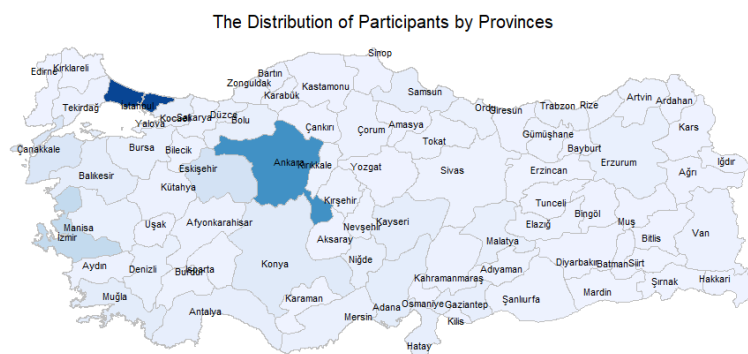 The Distribution of Participants by Provinces
Sinop
Kırklareli
Edirne
Bartın
Zonguldak
Kastamonu
Karabük
Samsun
Artvin
Ardahan
Tekirdağ
İstanbul
Kocaeli
Sakarya
Düzce
Bolu
Yalova
Ordu
Giresun
Trabzon
Rize
Çankırı
Çorum
Amasya
Tokat
Gümüşhane
Bayburt
Kars
Çanakkale
Bursa
Bilecik
Eskişehir
Ankara
Kırıkkale
Yozgat
Sivas
Erzincan
Erzurum
Ağrı
Iğdır
Balıkesir
Kütahya
Kırşehir
Tunceli
Bingöl
Muş
Manisa
İzmir
Uşak
Afyonkarahisar
Nevşehir
Kayseri
Aksaray
Elazığ
Malatya
Bitlis
Van
Aydın
Denizli
Burdur
Isparta
Konya
Niğde
Kahramanmaraş
Adıyaman
Diyarbakır
Batman
Siirt
Şırnak
Hakkari
Muğla
Antalya
Karaman
Mersin
Adana
Osmaniye
Gaziantep
Şanlıurfa
Mardin
Kilis
Hatay